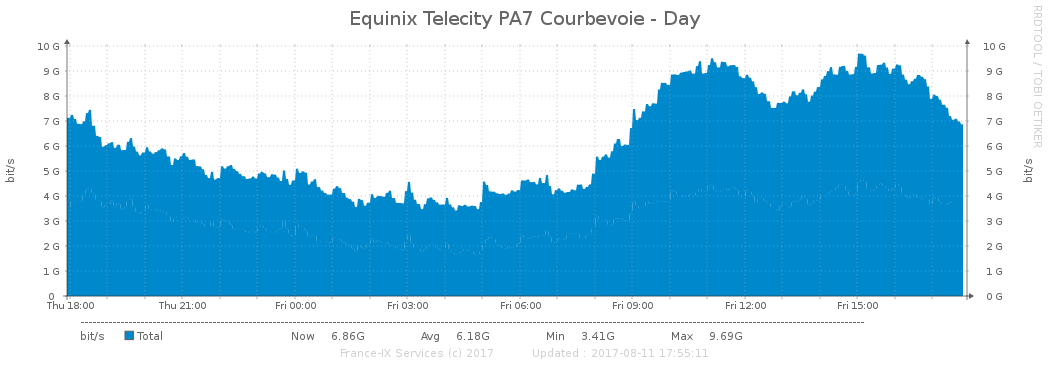 Equinix Telecity PA7 Courbevoie - Day
RRDTOOL / TOBI OETIKER
10 G 10 G
9 G 9 G
8 G 8 G
7 G 7 G
6 G 6 G
5 G 5 G
4 G 4 G
3 G 3 G
2 G 2 G
1 G 1 G
0 0 G
bit/s bit/s
Thu 18:00 Thu 21:00 Fri 00:00 Fri 03:00 Fri 06:00 Fri 09:00 Fri 12:00 Fri 15:00
bit/s Total Now 6.86G Avg 6.18G Min 3.41G Max 9.69G
France-IX Services (c) 2017 Updated : 2017-08-11 17:55:11